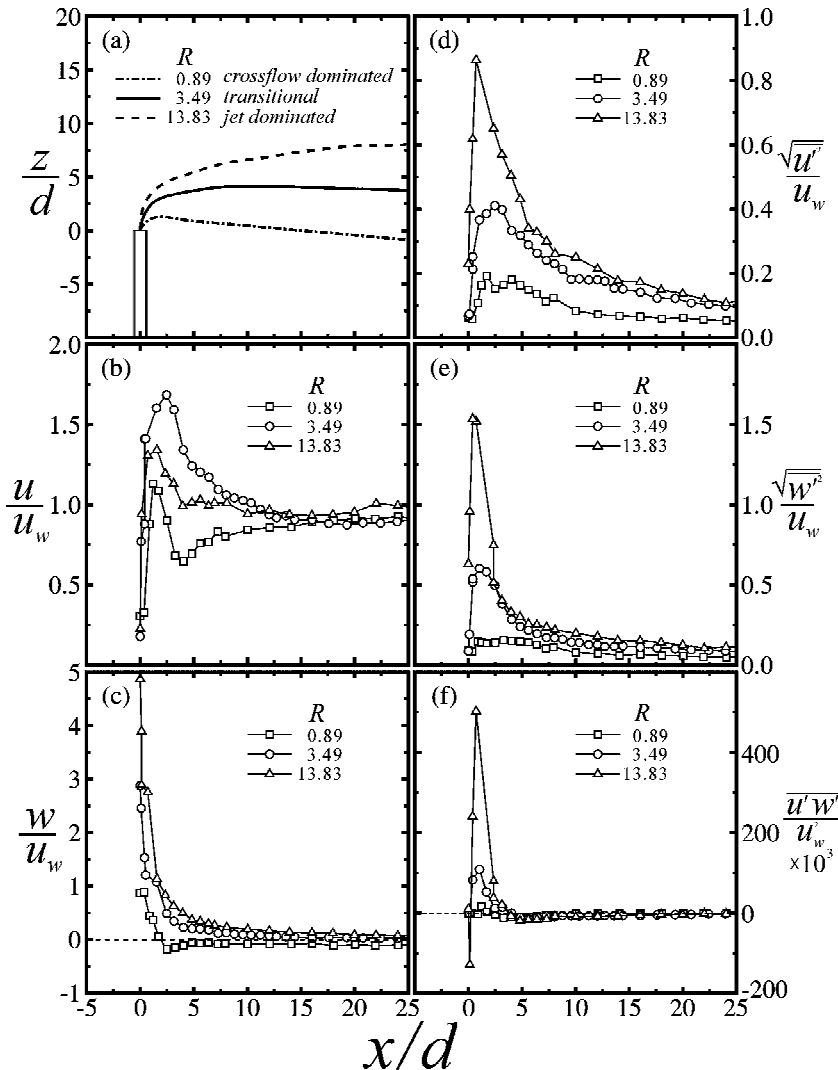 (a)
R
0.89 crossflow dominated
3.49 transitional
13.83 jet dominated
20
15
10
5
0
-5
z/d
(d)
R
0.89
3.49
13.83
1.0
0.8
0.6
0.4
0.2
0.0
√u'² / u_w
(b)
R
0.89
3.49
13.83
2.0
1.5
1.0
0.5
u/u_w
(e)
R
0.89
3.49
13.83
1.5
1.0
0.5
0.0
√w'² / u_w
(c)
R
0.89
3.49
13.83
5
4
3
2
1
0
-1
w/u_w
(f)
R
0.89
3.49
13.83
400
200
0
-200
u'w' / u_w²
×10³
-5 0 5 10 15 20 25
0 5 10 15 20 25
x/d